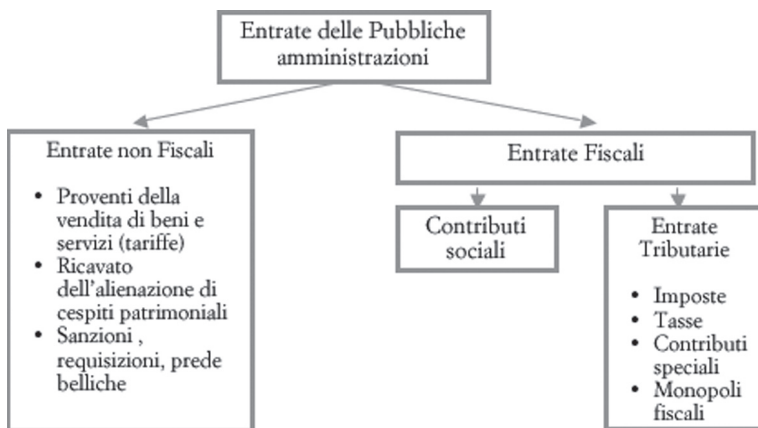 Entrate delle Pubbliche
amministrazioni
Entrate non Fiscali
• Proventi della
vendita di beni e
servizi (tariffe)
• Ricavato
dell'alienazione di
cespiti patrimoniali
• Sanzioni ,
requisizioni, prede
belliche
Entrate Fiscali
Contributi
sociali
Entrate
Tributarie
• Imposte
• Tasse
• Contributi
speciali
• Monopoli
fiscali